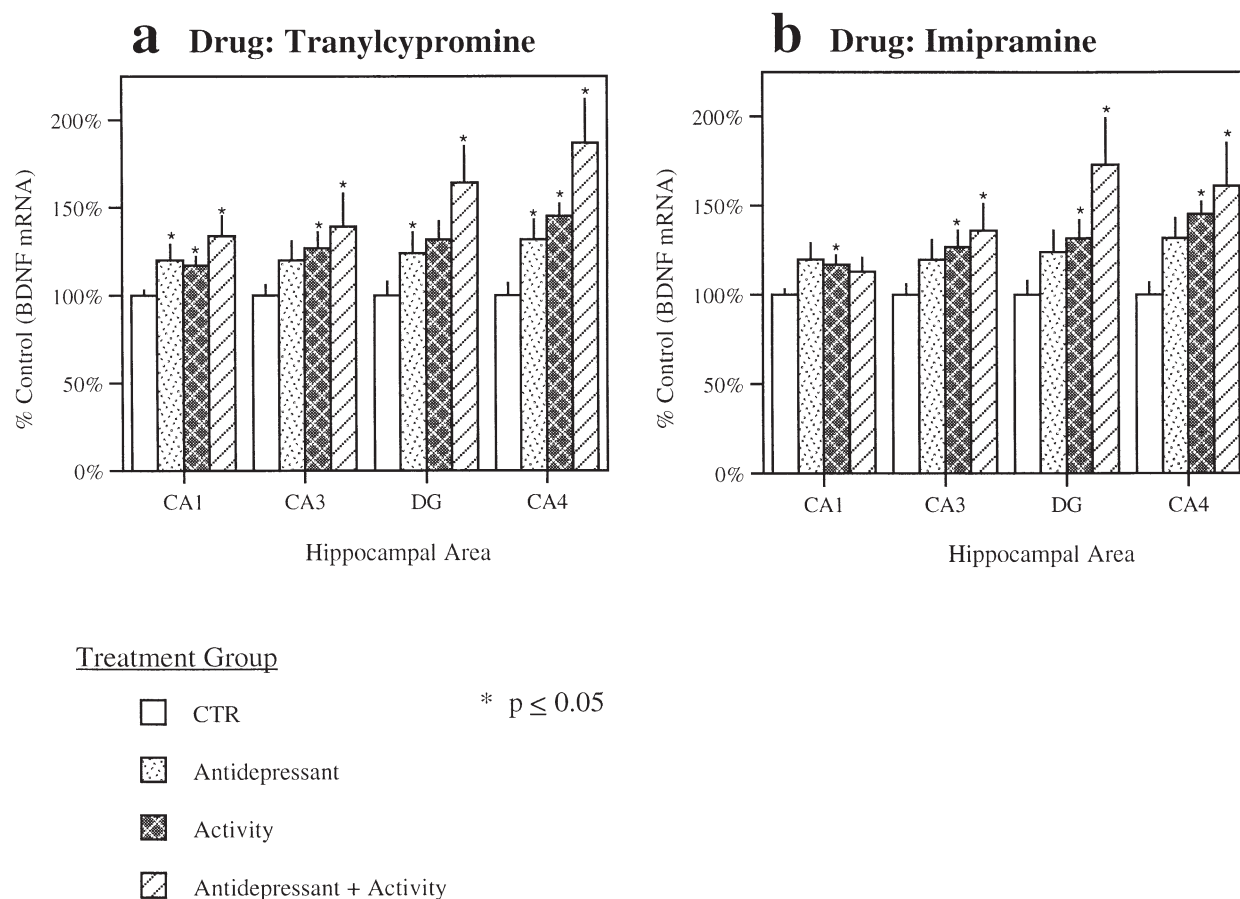 a Drug: Tranylcypromine
% Control (BDNF mRNA)
200%
150%
100%
50%
0%
* * * * * * * * * * *
CA1 CA3 DG CA4
Hippocampal Area
b Drug: Imipramine
% Control (BDNF mRNA)
200%
150%
100%
50%
0%
* * * * * * *
CA1 CA3 DG CA4
Hippocampal Area
Treatment Group
CTR
Antidepressant
Activity
Antidepressant + Activity
* p ≤ 0.05